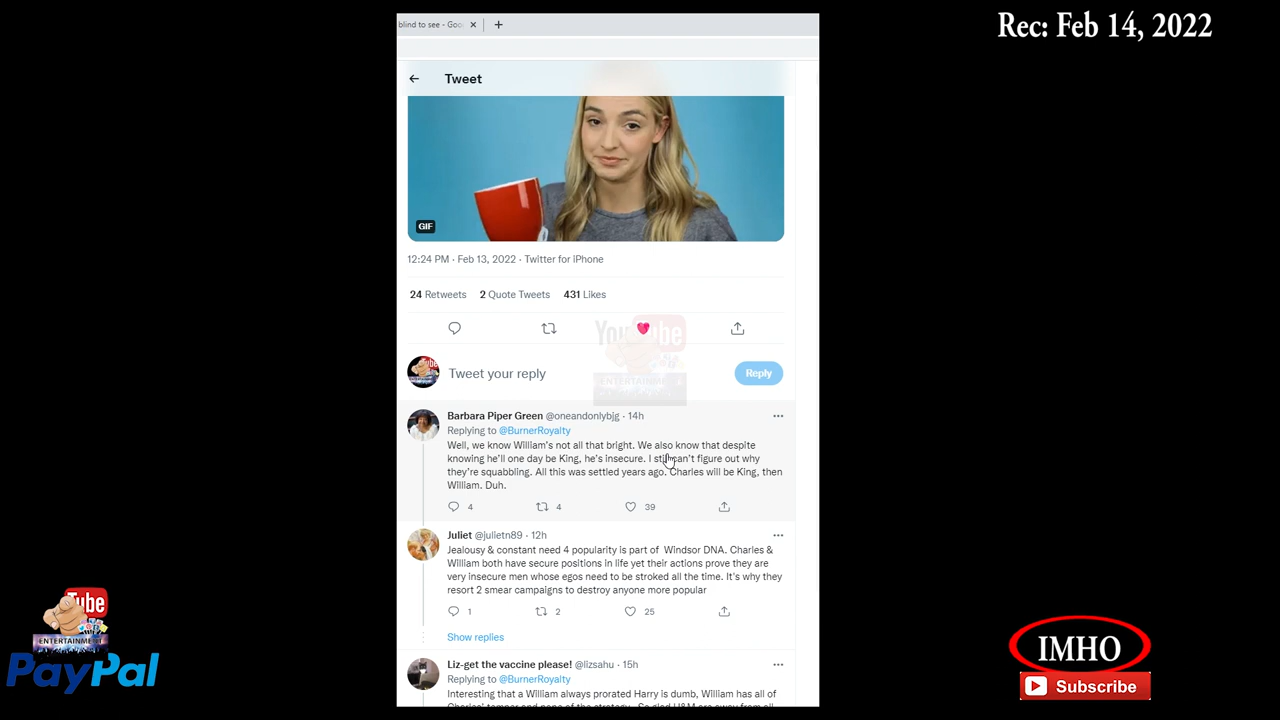 blind to see - Goo
Rec: Feb 14, 2022
Tweet
GIF
12:24 PM · Feb 13, 2022 · Twitter for iPhone
24 Retweets 2 Quote Tweets 431 Likes
YouTube
ENTERTAINMENT
Tweet your reply
Reply
Barbara Piper Green @oneandonlybjg · 14h
Replying to @BurnerRoyalty
Well, we know William's not all that bright. We also know that despite
knowing he'll one day be King, he's insecure. I still can't figure out why
they're squabbling. All this was settled years ago. Charles will be King, then
William. Duh.
4 4 39
Juliet @julietn89 · 12h
Jealousy & constant need 4 popularity is part of Windsor DNA. Charles &
William both have secure positions in life yet their actions prove they are
very insecure men whose egos need to be stroked all the time. It's why they
resort 2 smear campaigns to destroy anyone more popular
1 2 25
Show replies
Liz-get the vaccine please! @lizsahu · 15h
Replying to @BurnerRoyalty
Interesting that a William always prorated Harry is dumb, William has all of
Tube
ENTERTAINMENT
PayPal
IMHO
Subscribe